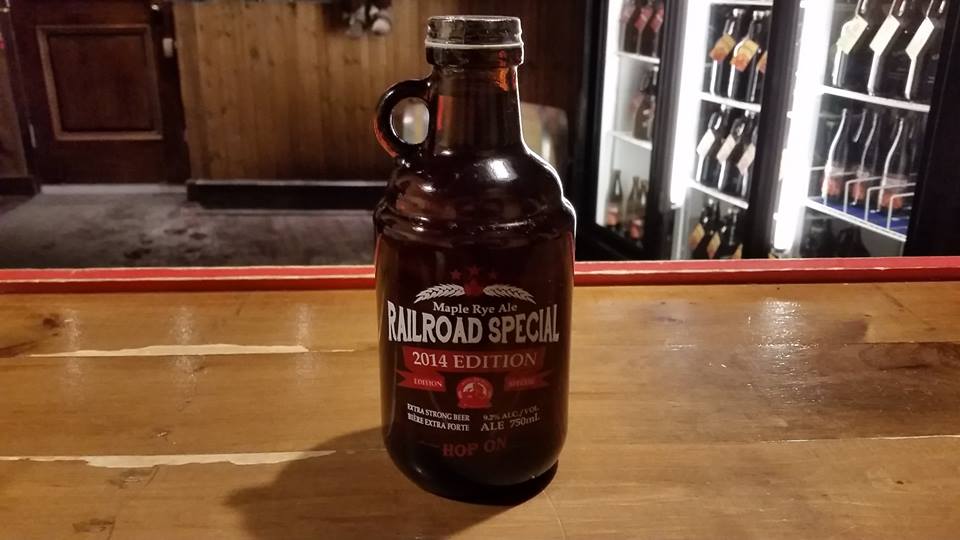 Maple Rye Ale
RAILROAD SPECIAL
2014 EDITION
EDITION SPECIAL
EXTRA STRONG BEER 9.2% ALC./VOL
BIÈRE EXTRA FORTE ALE 750mL
HOP ON